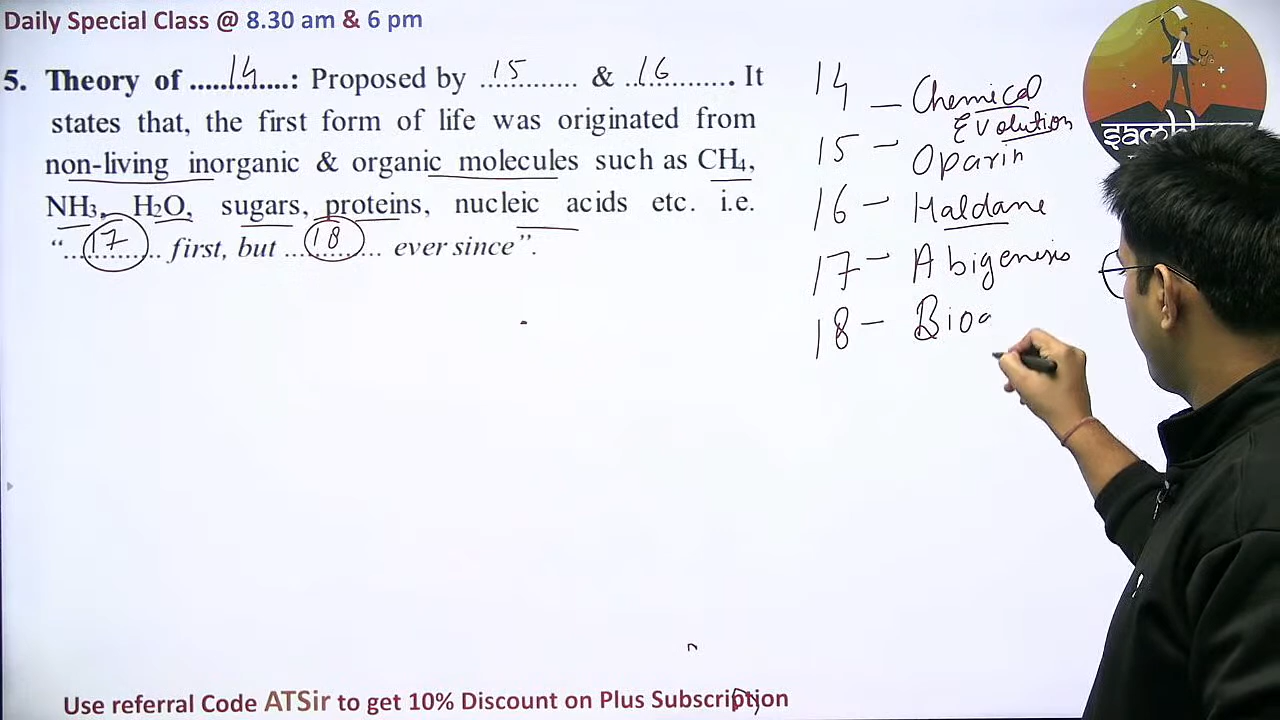 Daily Special Class @ 8.30 am & 6 pm
5. Theory of .....14.....: Proposed by ....15........ & ..16.......... It
states that, the first form of life was originated from
non-living inorganic & organic molecules such as CH₄,
NH₃, H₂O, sugars, proteins, nucleic acids etc. i.e.
“.....17..... first, but ....18...... ever since”.
14 – Chemical
Evolution
15 – Oparin
16 – Haldane
17 – Abigenesis
18 – Bio
Use referral Code ATSir to get 10% Discount on Plus Subscription